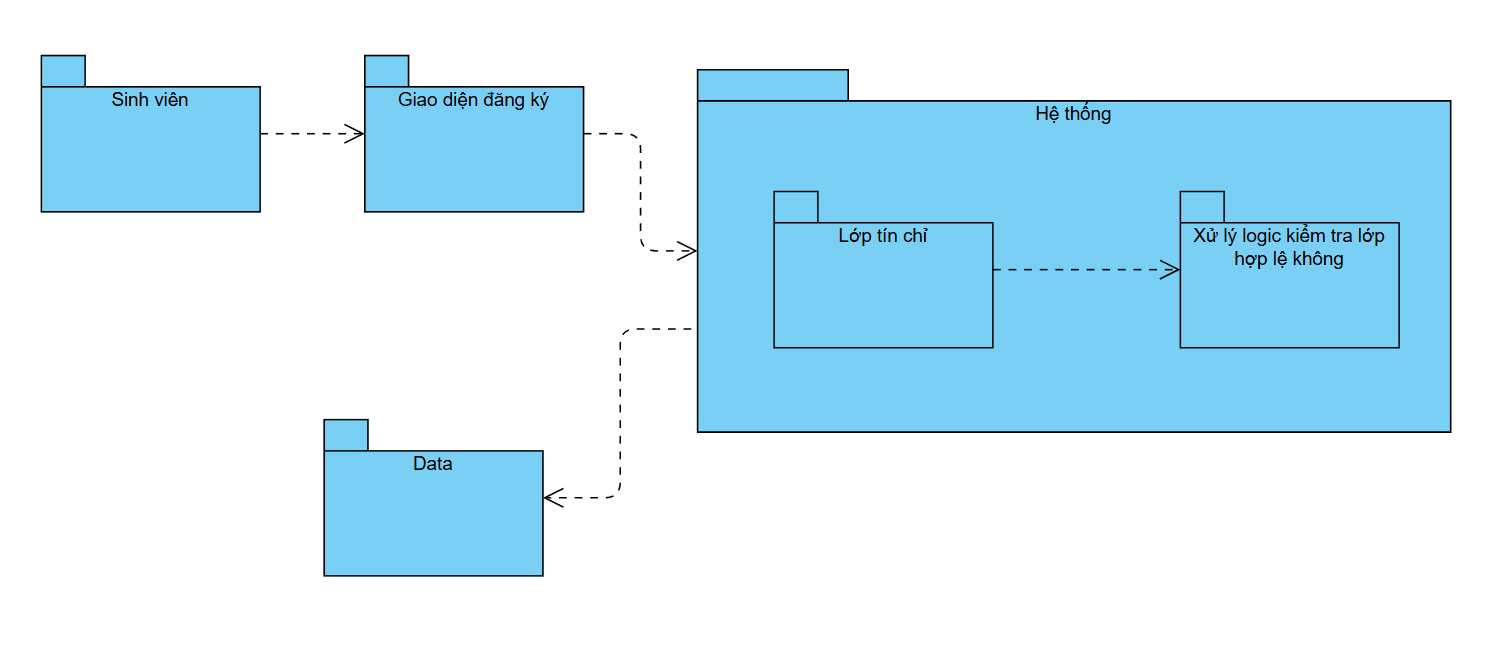 Sinh viên
Giao diện đăng ký
Hệ thống
Lớp tín chỉ
Xử lý logic kiểm tra lớp
hợp lệ không
Data